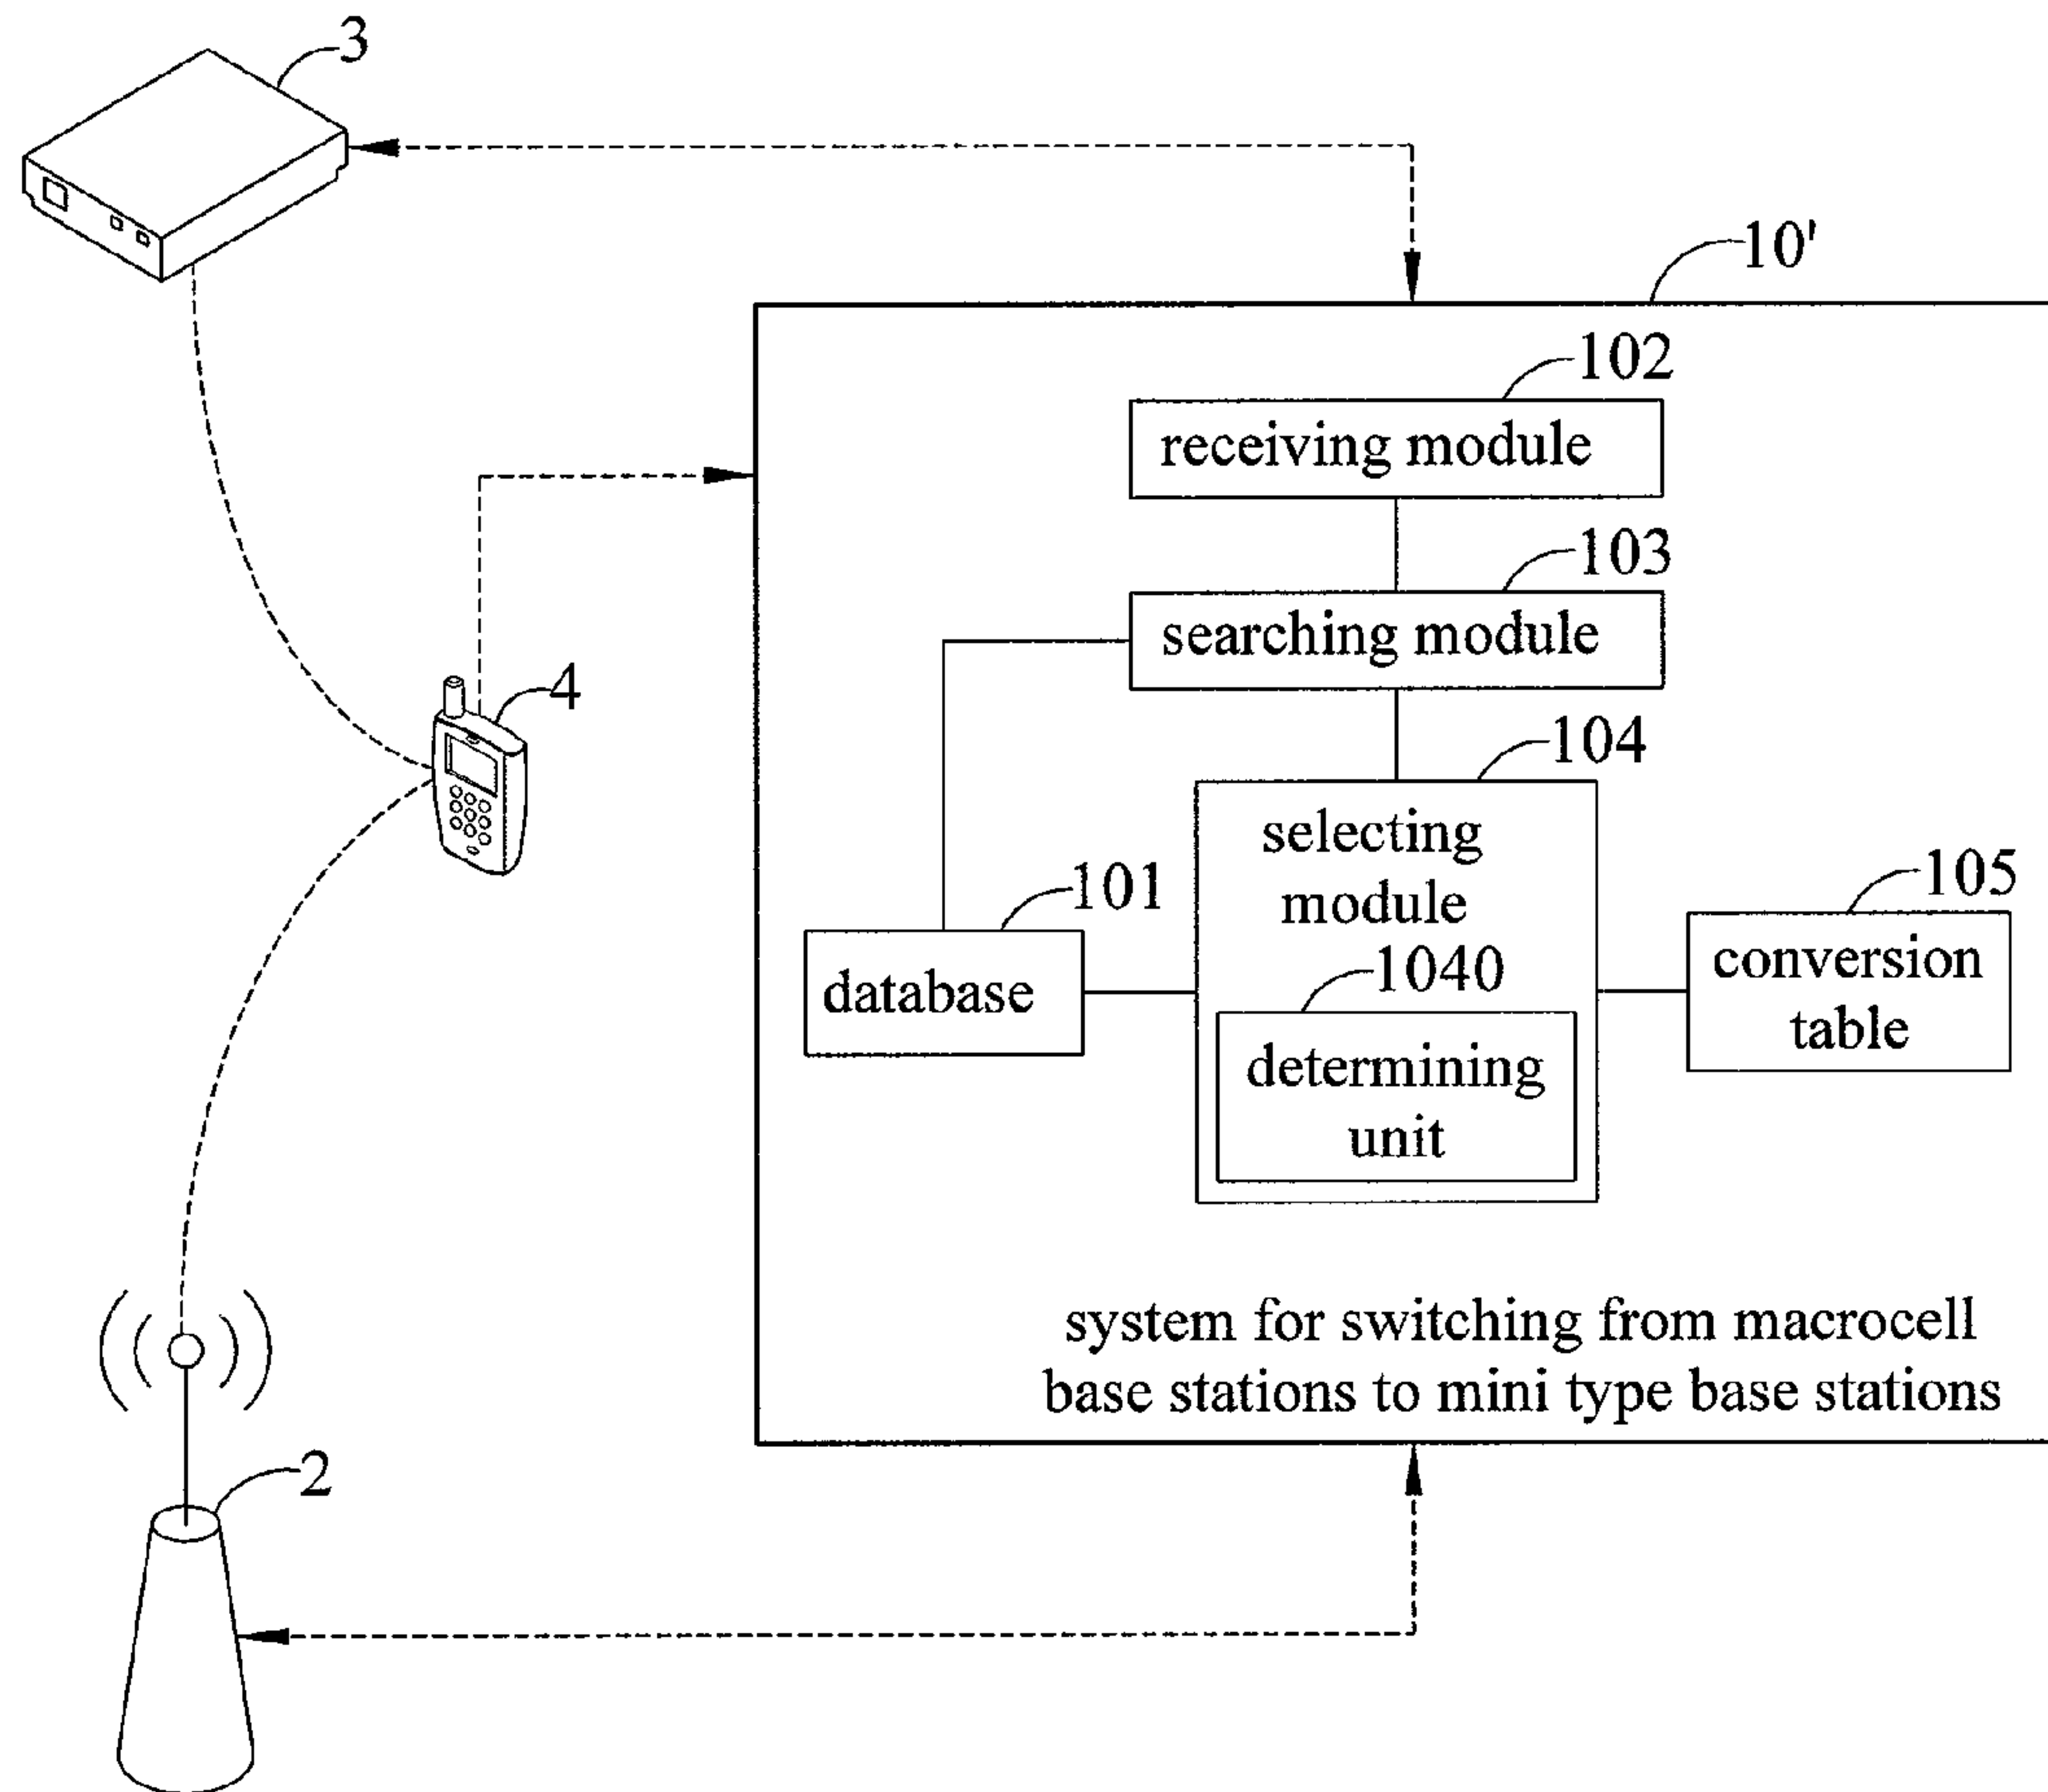 3
10'
102
receiving module
103
searching module
4
104
selecting
module
101
105
database
conversion
table
1040
determining
unit
system for switching from macrocell
base stations to mini type base stations
2